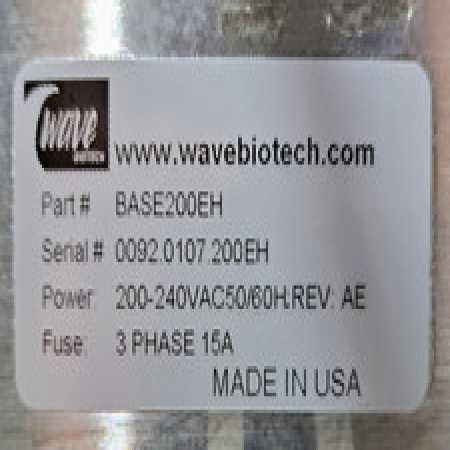 wave
BIOTECH
www.wavebiotech.com
Part # BASE200EH
Serial # 0092.0107.200EH
Power: 200-240VAC50/60H:REV: AE
Fuse: 3 PHASE 15A
MADE IN USA